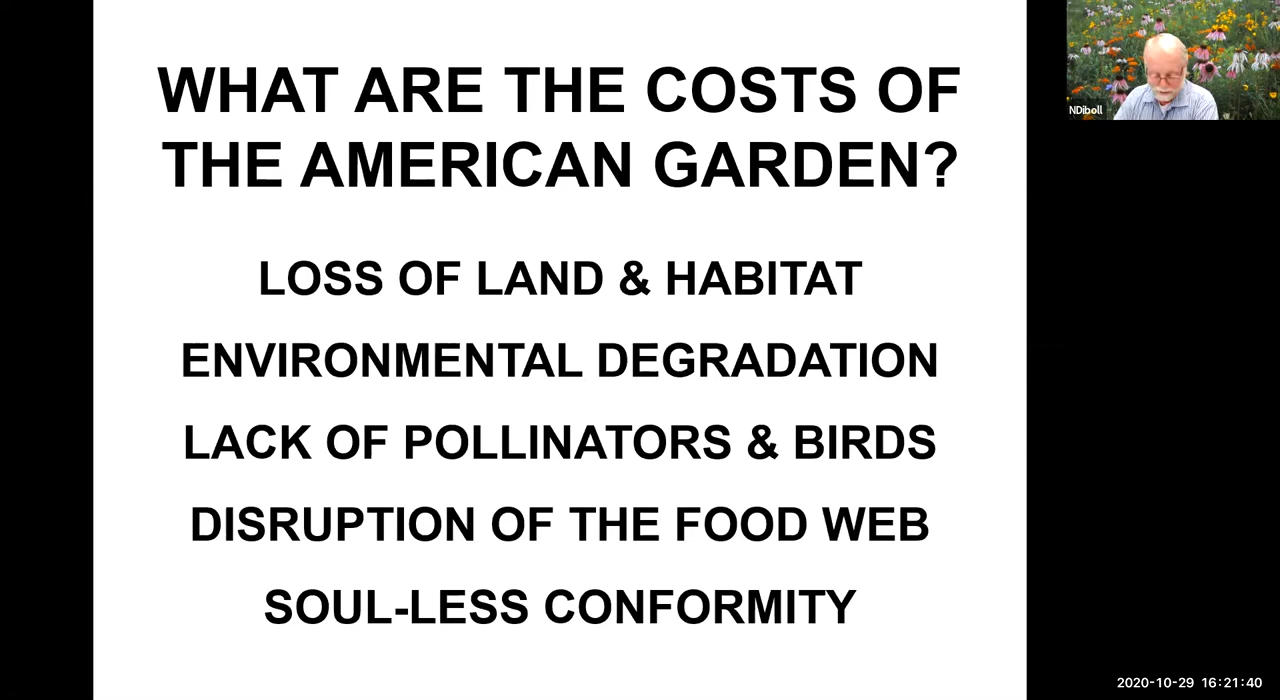 WHAT ARE THE COSTS OF
THE AMERICAN GARDEN?
LOSS OF LAND & HABITAT
ENVIRONMENTAL DEGRADATION
LACK OF POLLINATORS & BIRDS
DISRUPTION OF THE FOOD WEB
SOUL-LESS CONFORMITY
NDiboll
2020-10-29 16:21:40